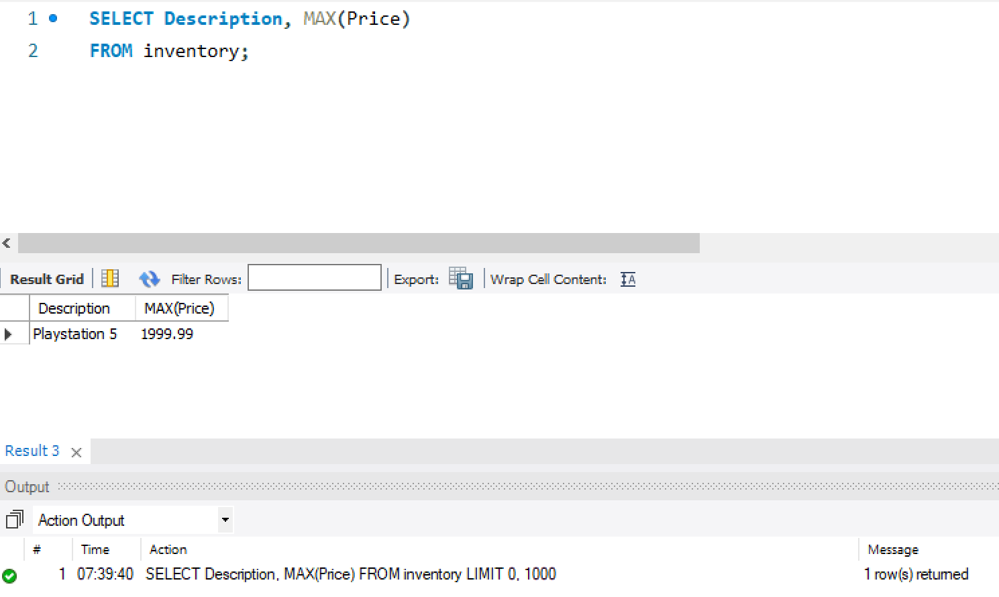 1 SELECT Description, MAX(Price)
2 FROM inventory;
Result Grid Filter Rows: Export: Wrap Cell Content: IA
Description MAX(Price)
Playstation 5 1999.99
Result 3 ×
Output
Action Output
# Time Action Message
1 07:39:40 SELECT Description, MAX(Price) FROM inventory LIMIT 0, 1000 1 row(s) returned